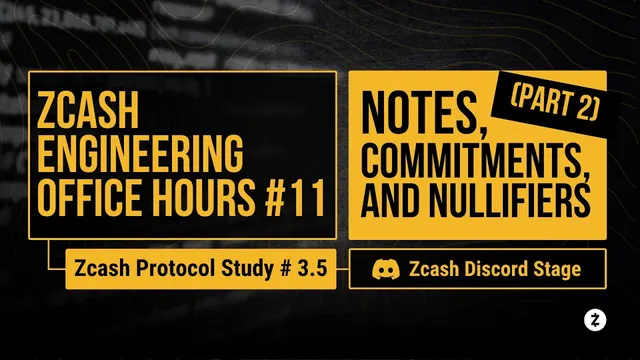 ZCASH
ENGINEERING
OFFICE HOURS #11
NOTES,
(PART 2)
COMMITMENTS,
AND NULLIFIERS
Zcash Protocol Study # 3.5
Zcash Discord Stage